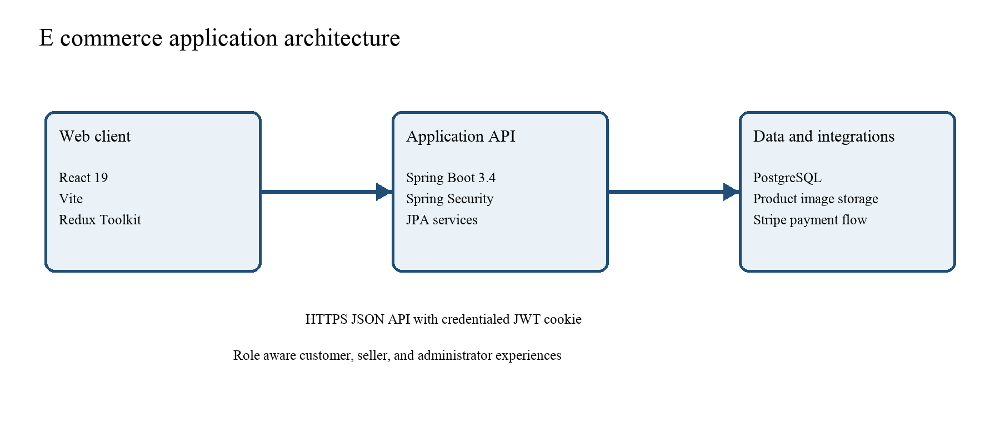 E commerce application architecture
Web client
React 19
Vite
Redux Toolkit
Application API
Spring Boot 3.4
Spring Security
JPA services
Data and integrations
PostgreSQL
Product image storage
Stripe payment flow
HTTPS JSON API with credentialed JWT cookie
Role aware customer, seller, and administrator experiences